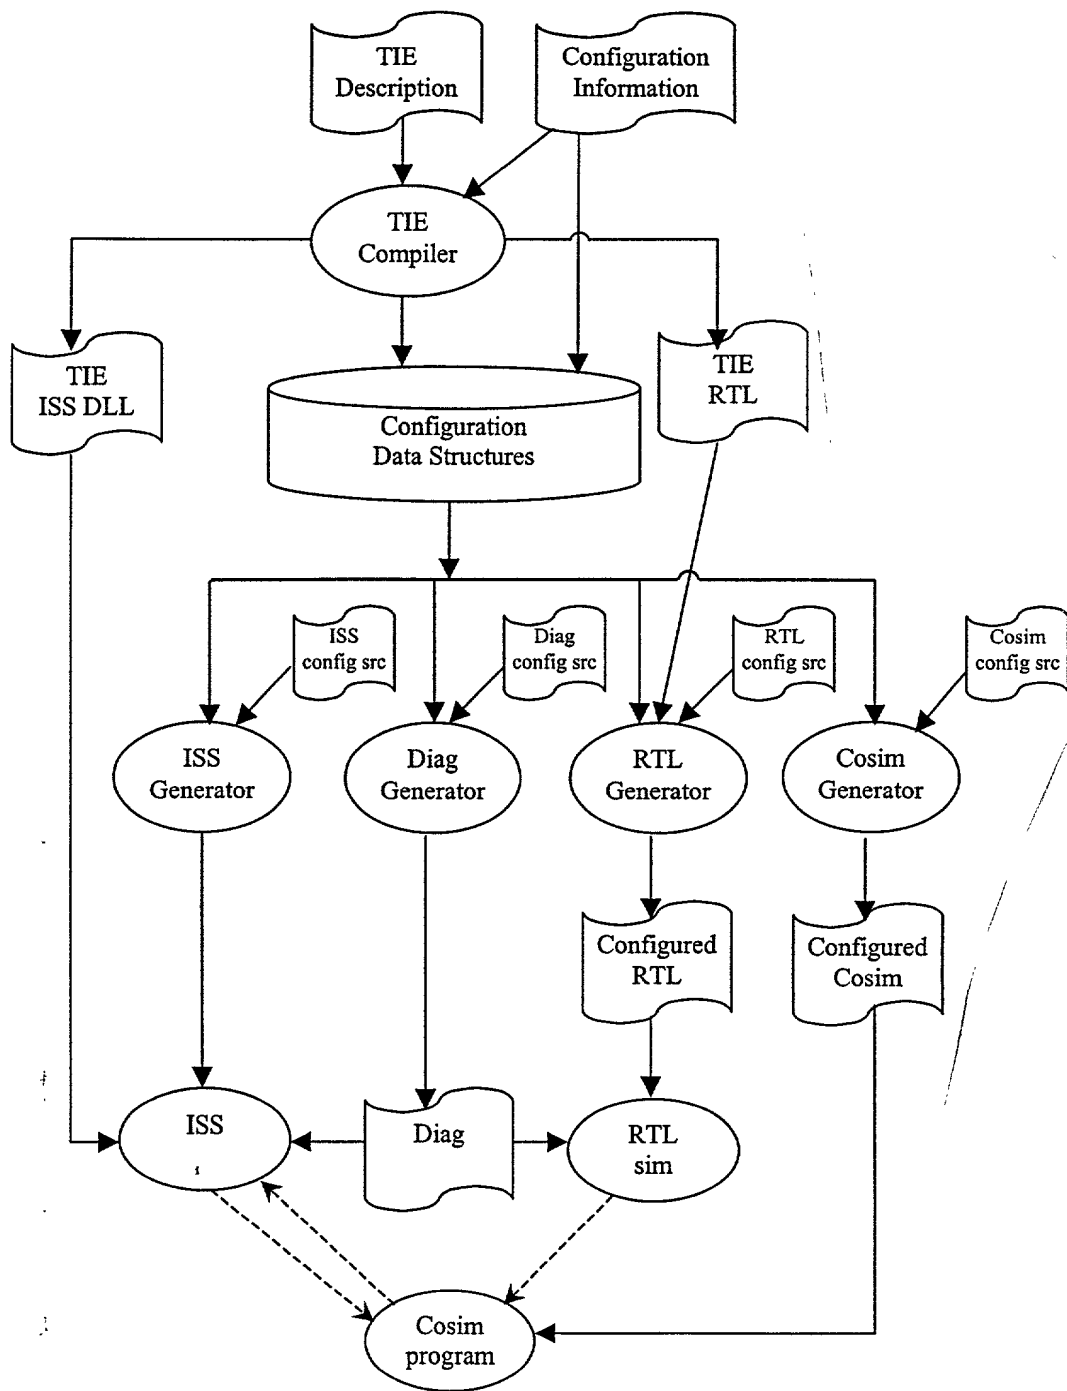 TIE
Description
Configuration
Information
TIE
Compiler
TIE
ISS DLL
TIE
RTL
Configuration
Data Structures
ISS
config src
Diag
config src
RTL
config src
Cosim
config src
ISS
Generator
Diag
Generator
RTL
Generator
Cosim
Generator
Configured
RTL
Configured
Cosim
ISS
Diag
RTL
sim
Cosim
program